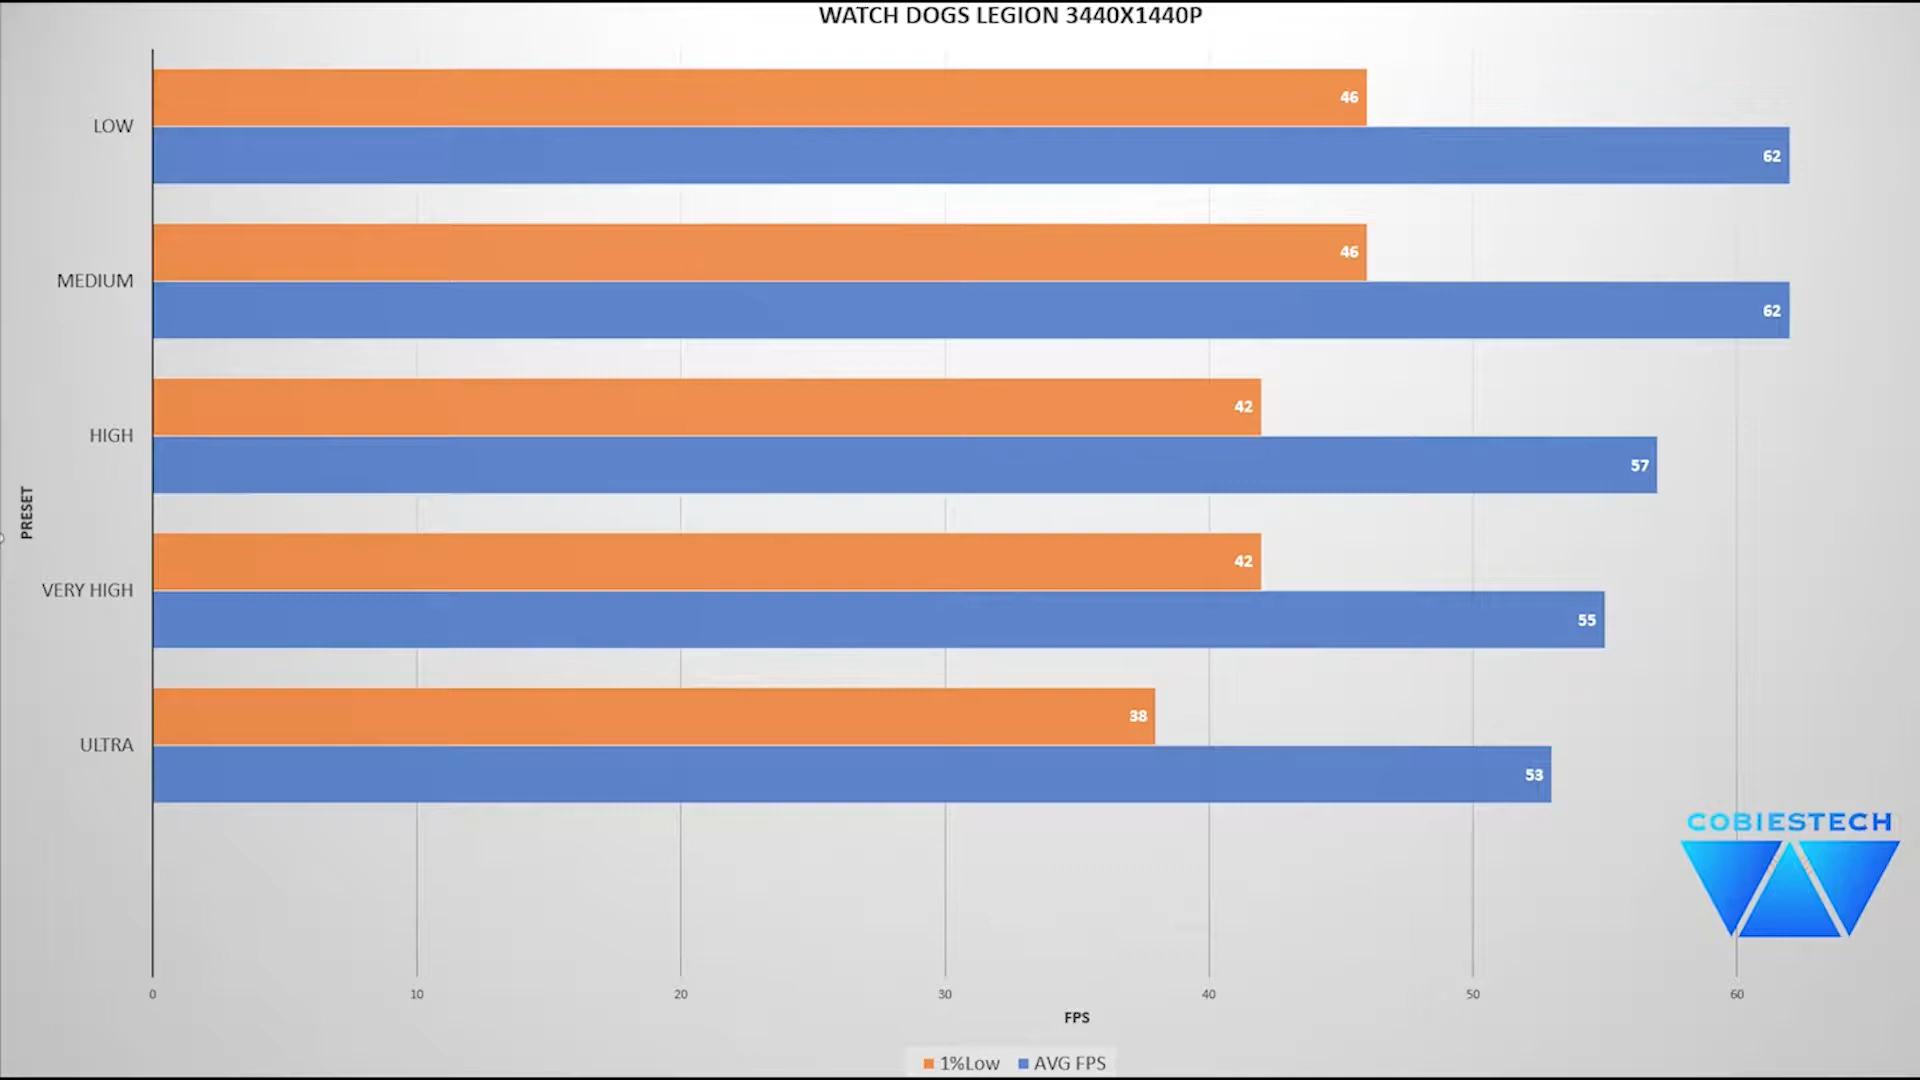 WATCH DOGS LEGION 3440X1440P
LOW
46
62
MEDIUM
46
62
HIGH
42
57
PRESET
VERY HIGH
42
55
ULTRA
38
53
COBIESTECH
0 10 20 30 40 50 60
FPS
1%Low AVG FPS